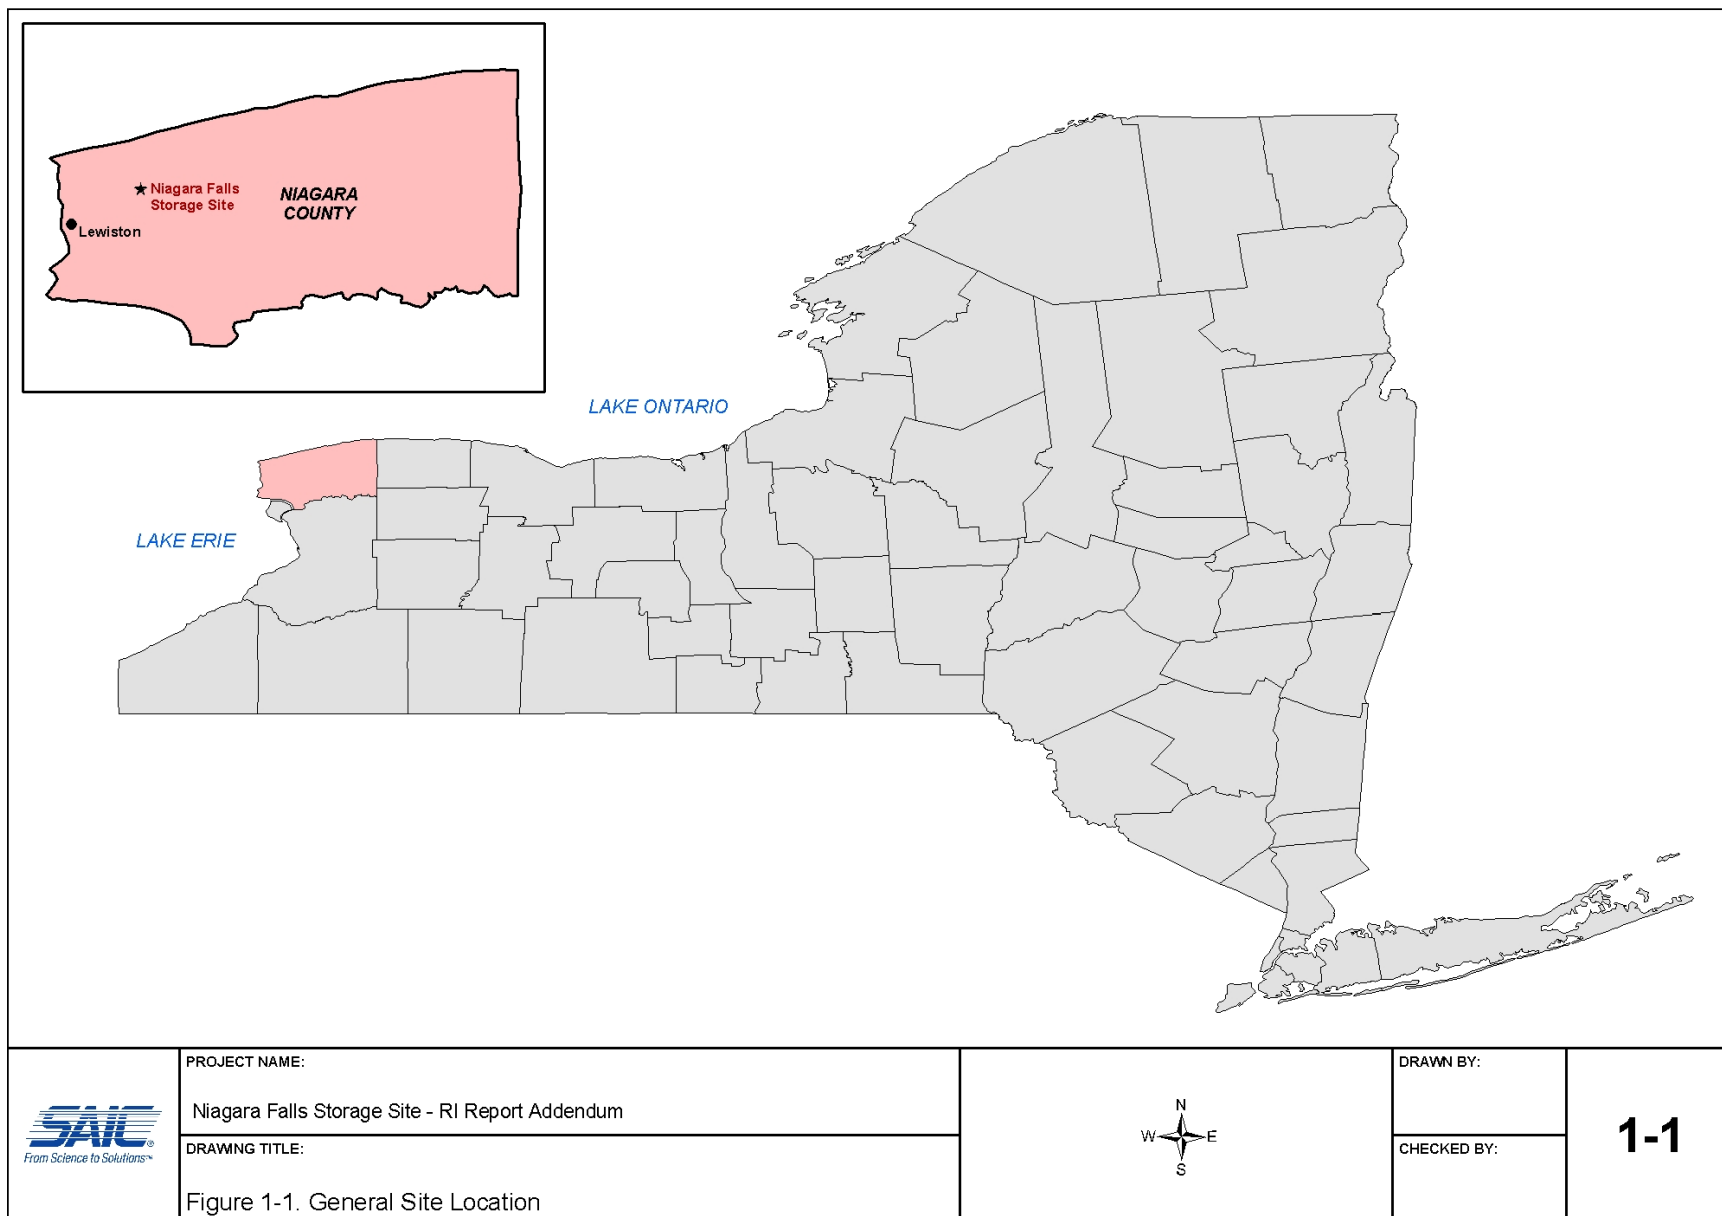 Niagara Falls
Storage Site
NIAGARA
COUNTY
Lewiston
LAKE ONTARIO
LAKE ERIE
SAIC®
From Science to Solutions™
PROJECT NAME:
Niagara Falls Storage Site - RI Report Addendum
DRAWING TITLE:
Figure 1-1. General Site Location
N
W E
S
DRAWN BY:
CHECKED BY:
1-1